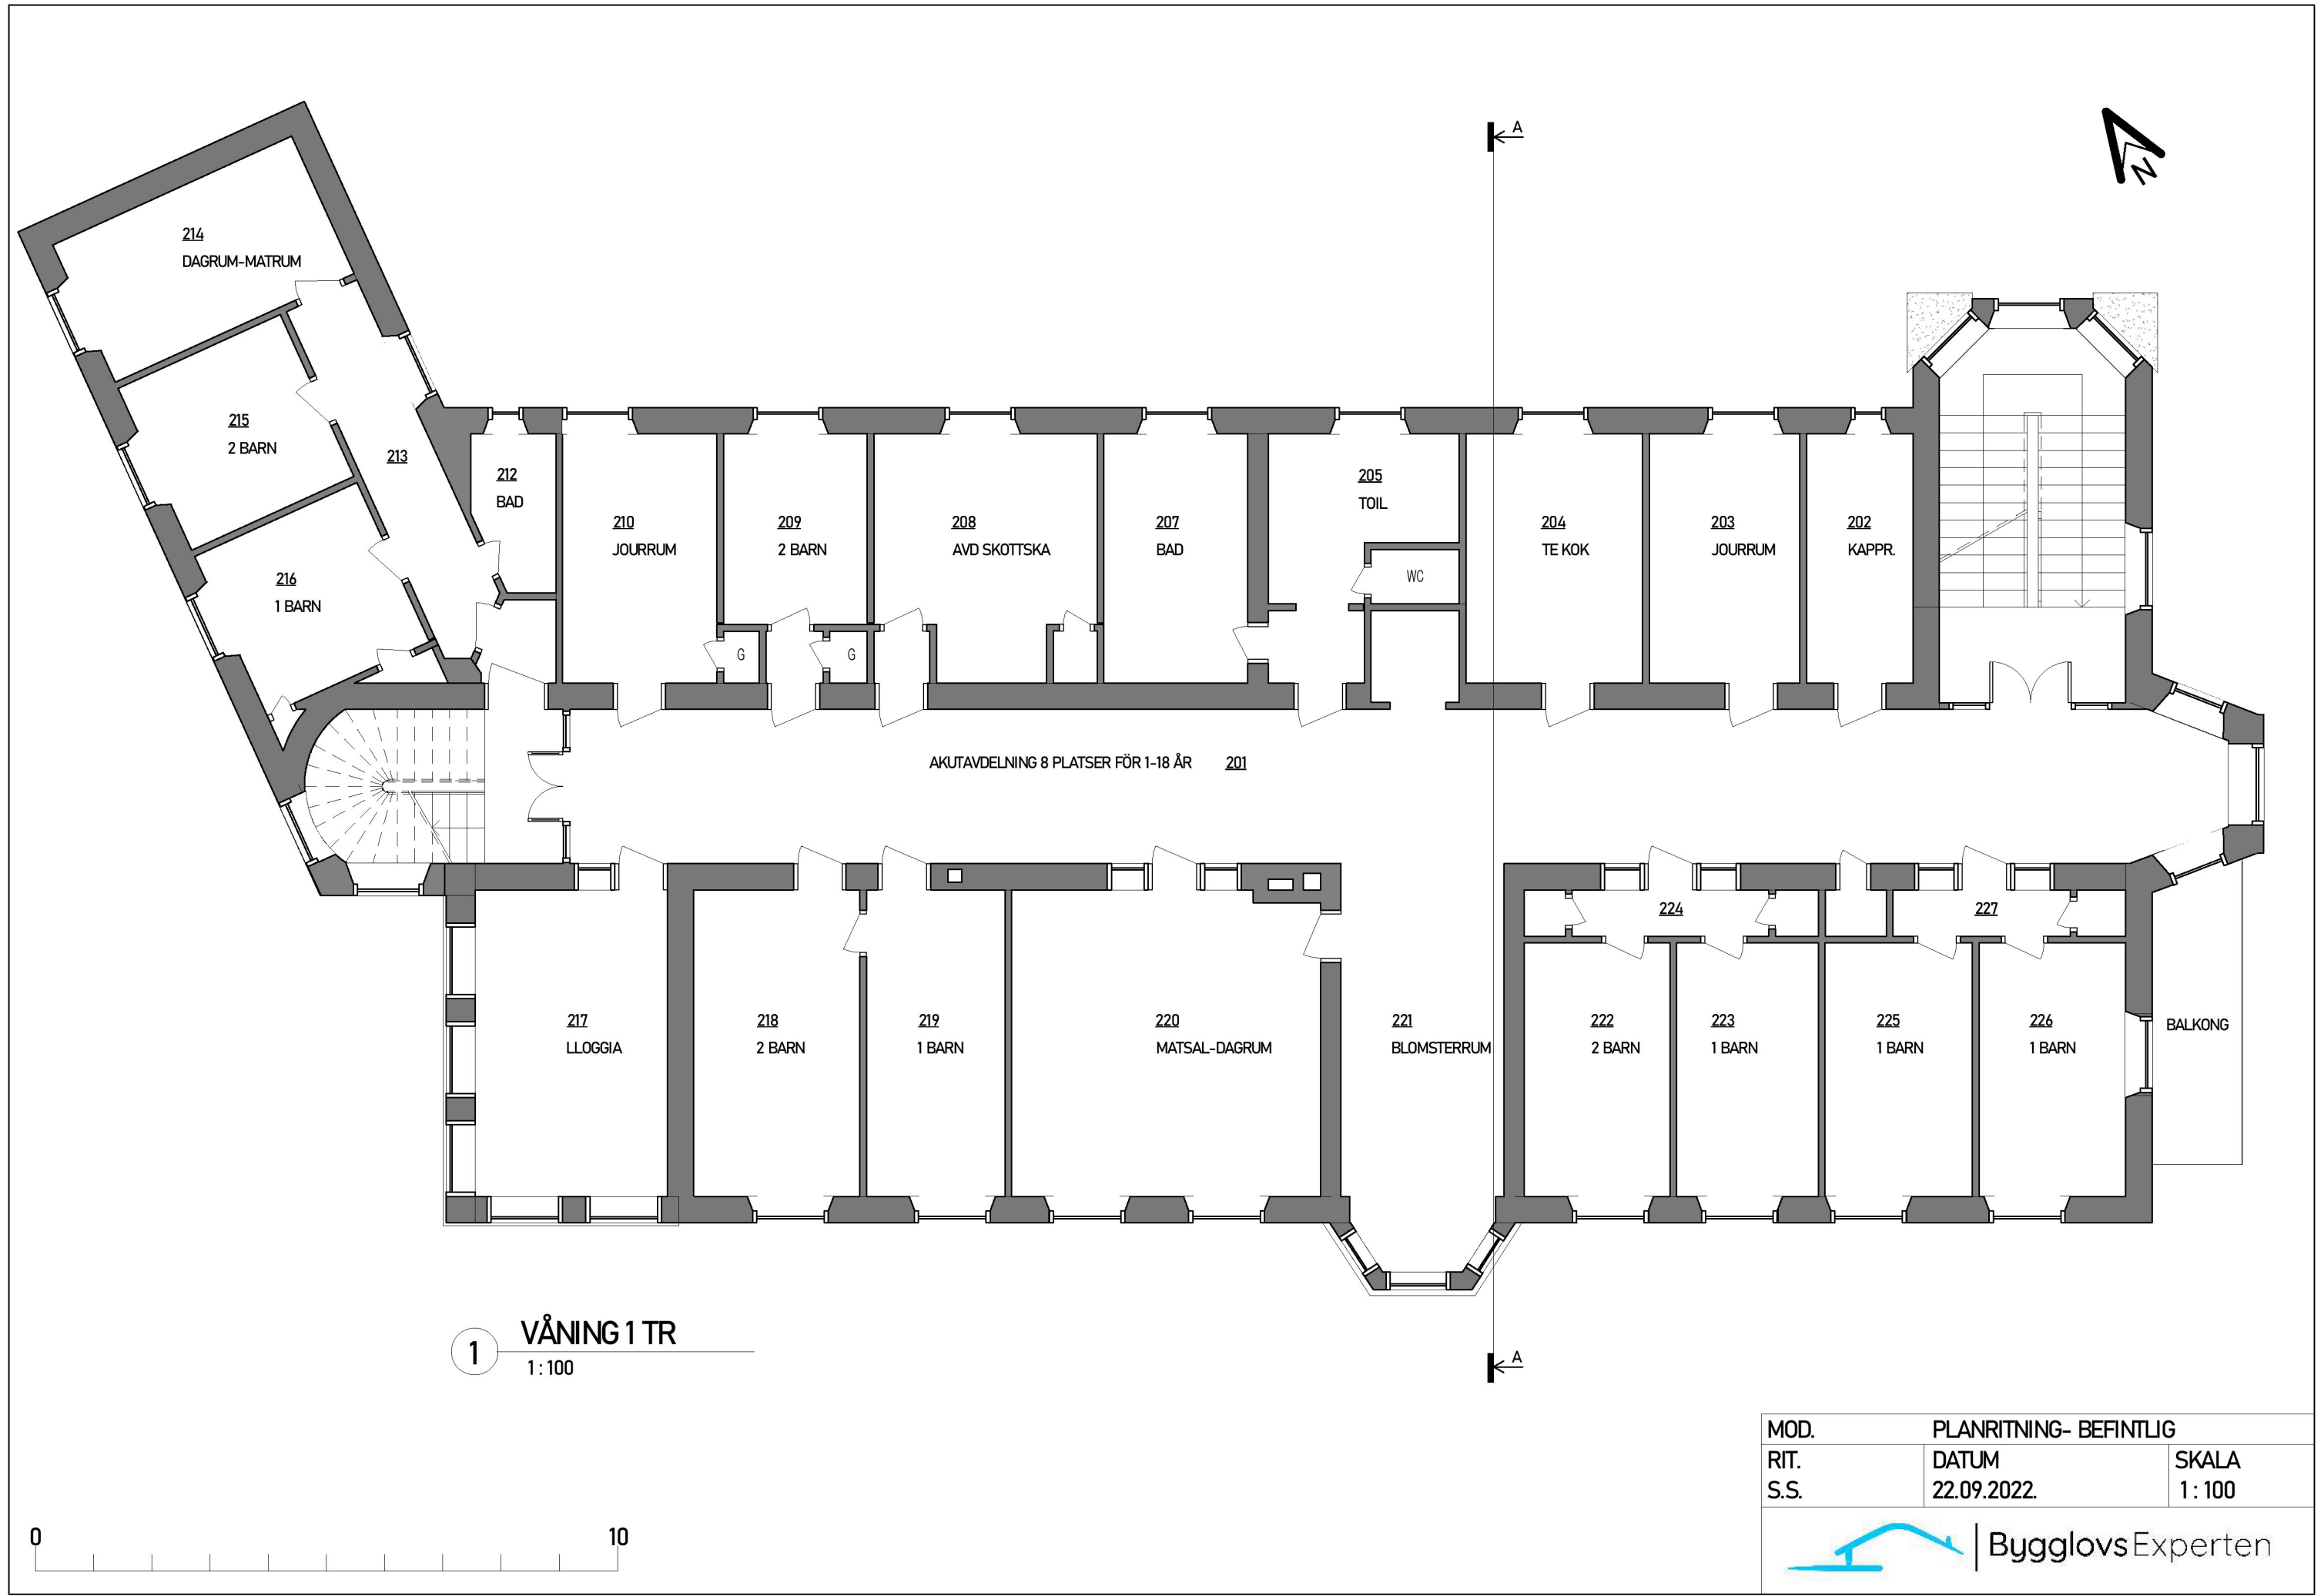 A
N
214
DAGRUM-MATRUM
215
2 BARN
213
212
BAD
216
1 BARN
210
JOURRUM
209
2 BARN
208
AVD SKOTTSKA
207
BAD
205
TOIL
WC
204
TE KOK
203
JOURRUM
202
KAPPR.
G
G
AKUTAVDELNING 8 PLATSER FÖR 1-18 ÅR 201
224
227
217
LLOGGIA
218
2 BARN
219
1 BARN
220
MATSAL-DAGRUM
221
BLOMSTERRUM
222
2 BARN
223
1 BARN
225
1 BARN
226
1 BARN
BALKONG
1 VÅNING 1 TR
1 : 100
A
MOD. PLANRITNING- BEFINTLIG
RIT. DATUM SKALA
S.S. 22.09.2022. 1 : 100
BygglovsExperten
0 10